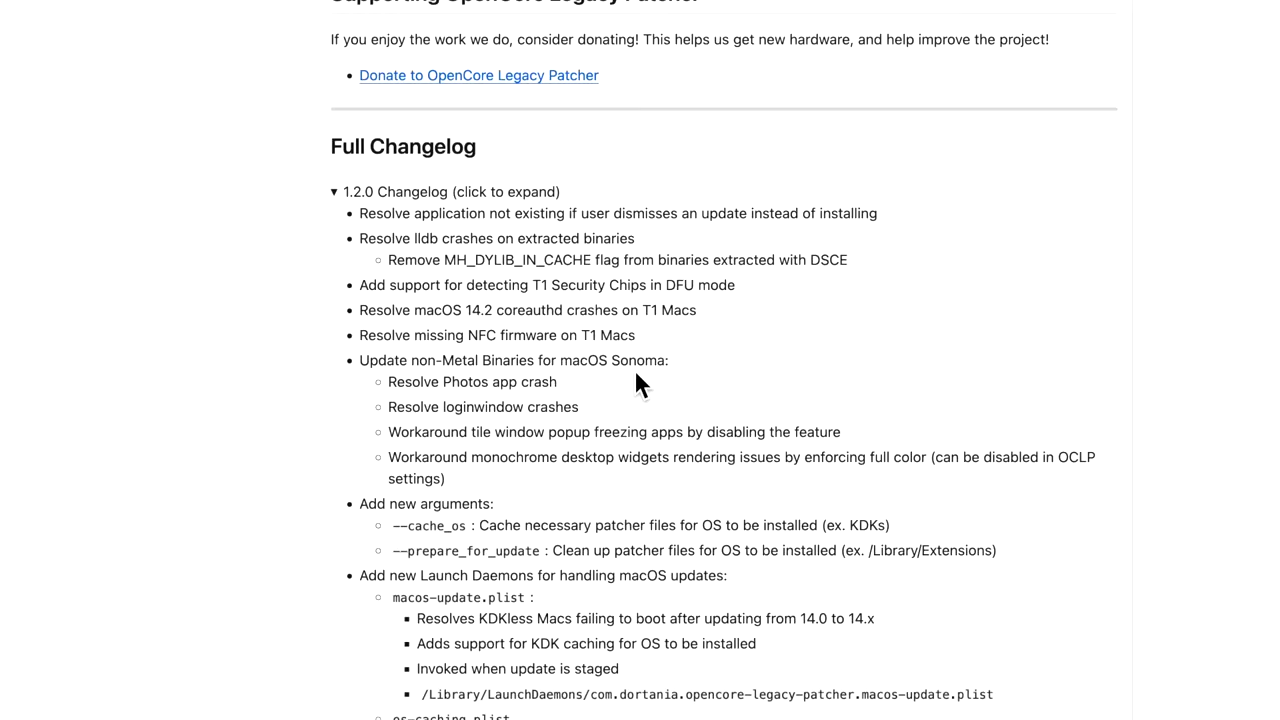 Supporting OpenCore Legacy Patcher
If you enjoy the work we do, consider donating! This helps us get new hardware, and help improve the project!
• Donate to OpenCore Legacy Patcher
Full Changelog
▾ 1.2.0 Changelog (click to expand)
• Resolve application not existing if user dismisses an update instead of installing
• Resolve lldb crashes on extracted binaries
◦ Remove MH_DYLIB_IN_CACHE flag from binaries extracted with DSCE
• Add support for detecting T1 Security Chips in DFU mode
• Resolve macOS 14.2 coreauthd crashes on T1 Macs
• Resolve missing NFC firmware on T1 Macs
• Update non-Metal Binaries for macOS Sonoma:
◦ Resolve Photos app crash
◦ Resolve loginwindow crashes
◦ Workaround tile window popup freezing apps by disabling the feature
◦ Workaround monochrome desktop widgets rendering issues by enforcing full color (can be disabled in OCLP
settings)
• Add new arguments:
◦ --cache_os : Cache necessary patcher files for OS to be installed (ex. KDKs)
◦ --prepare_for_update : Clean up patcher files for OS to be installed (ex. /Library/Extensions)
• Add new Launch Daemons for handling macOS updates:
◦ macos-update.plist :
▪ Resolves KDKless Macs failing to boot after updating from 14.0 to 14.x
▪ Adds support for KDK caching for OS to be installed
▪ Invoked when update is staged
▪ /Library/LaunchDaemons/com.dortania.opencore-legacy-patcher.macos-update.plist
◦ os-caching.plist